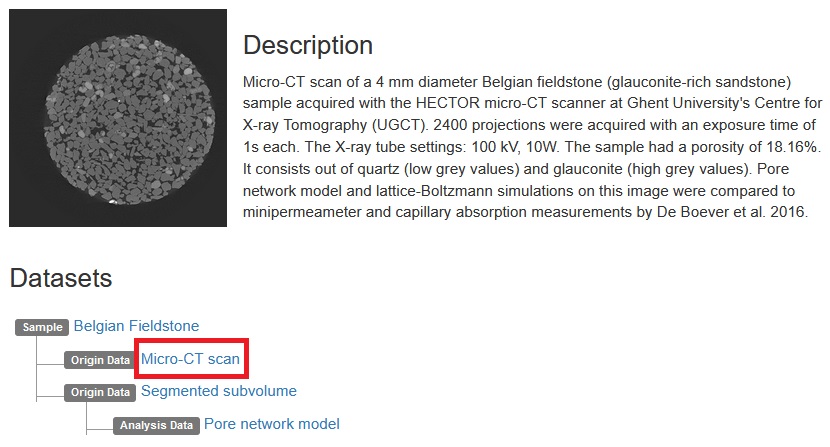 Description
Micro-CT scan of a 4 mm diameter Belgian fieldstone (glauconite-rich sandstone)
sample acquired with the HECTOR micro-CT scanner at Ghent University's Centre for
X-ray Tomography (UGCT). 2400 projections were acquired with an exposure time of
1s each. The X-ray tube settings: 100 kV, 10W. The sample had a porosity of 18.16%.
It consists out of quartz (low grey values) and glauconite (high grey values). Pore
network model and lattice-Boltzmann simulations on this image were compared to
minipermeameter and capillary absorption measurements by De Boever et al. 2016.
Datasets
Sample Belgian Fieldstone
Origin Data Micro-CT scan
Origin Data Segmented subvolume
Analysis Data Pore network model